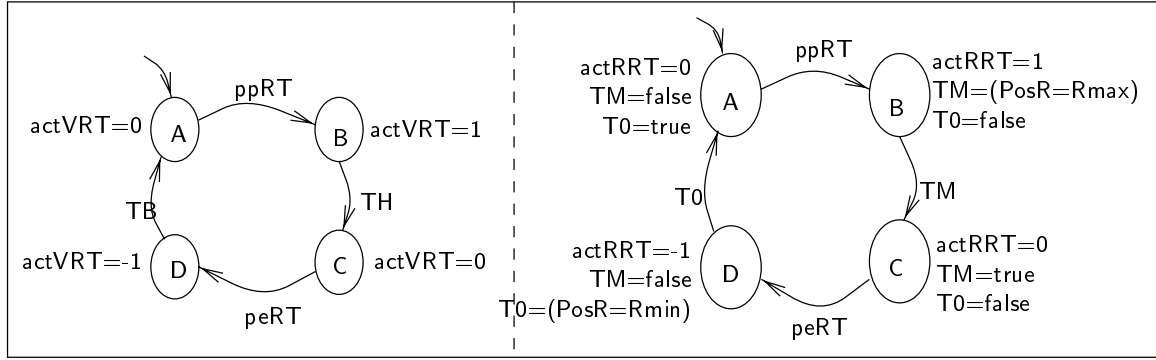 ppRT
actVRT=0
A
B
actVRT=1
TB
TH
actVRT=-1
D
C
actVRT=0
peRT
ppRT
actRRT=0
TM=false
T0=true
A
B
actRRT=1
TM=(PosR=Rmax)
T0=false
T0
TM
actRRT=-1
TM=false
T0=(PosR=Rmin)
D
C
actRRT=0
TM=true
T0=false
peRT